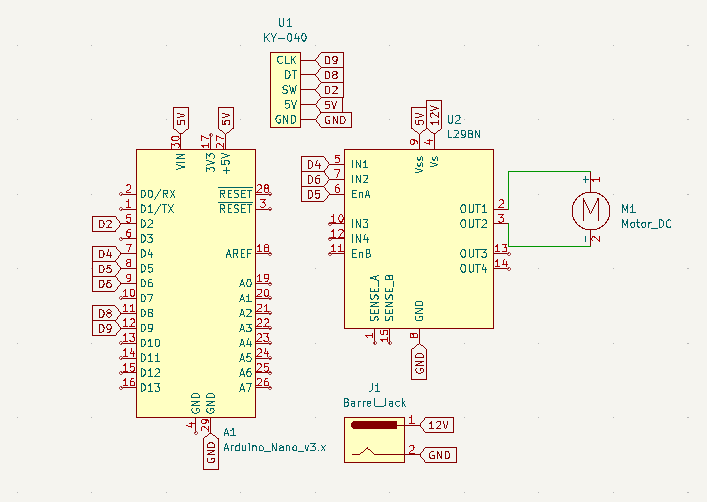 U1
KY-040
CLK D9
DT D8
SW D2
5V 5V
GND GND
5V 5V
30 17 27
VIN 3V3 +5V
2 D0/RX RESET 28
1 D1/TX RESET 3
D2 5 D2
6 D3
D4 7 D4 AREF 18
D5 8 D5
D6 9 D6 A0 19
10 D7 A1 20
D8 11 D8 A2 21
D9 12 D9 A3 22
13 D10 A4 23
14 D11 A5 24
15 D12 A6 25
16 D13 A7 26
GND GND
4 29
GND
A1
Arduino_Nano_v3.x
5V 12V
9 4
U2
L298N
Vss Vs
D4 5 IN1
D6 7 IN2
D5 6 EnA
10 IN3
12 IN4
11 EnB
OUT1 2
OUT2 3
OUT3 13
OUT4 14
SENSE_A SENSE_B GND
1 15 8
GND
+ 1
M
- 2
M1
Motor_DC
J1
Barrel_Jack
1 12V
2 GND